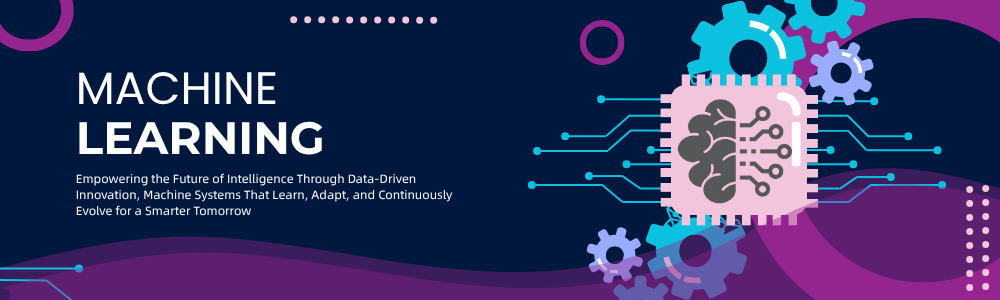 MACHINE
LEARNING
Empowering the Future of Intelligence Through Data-Driven
Innovation, Machine Systems That Learn, Adapt, and Continuously
Evolve for a Smarter Tomorrow